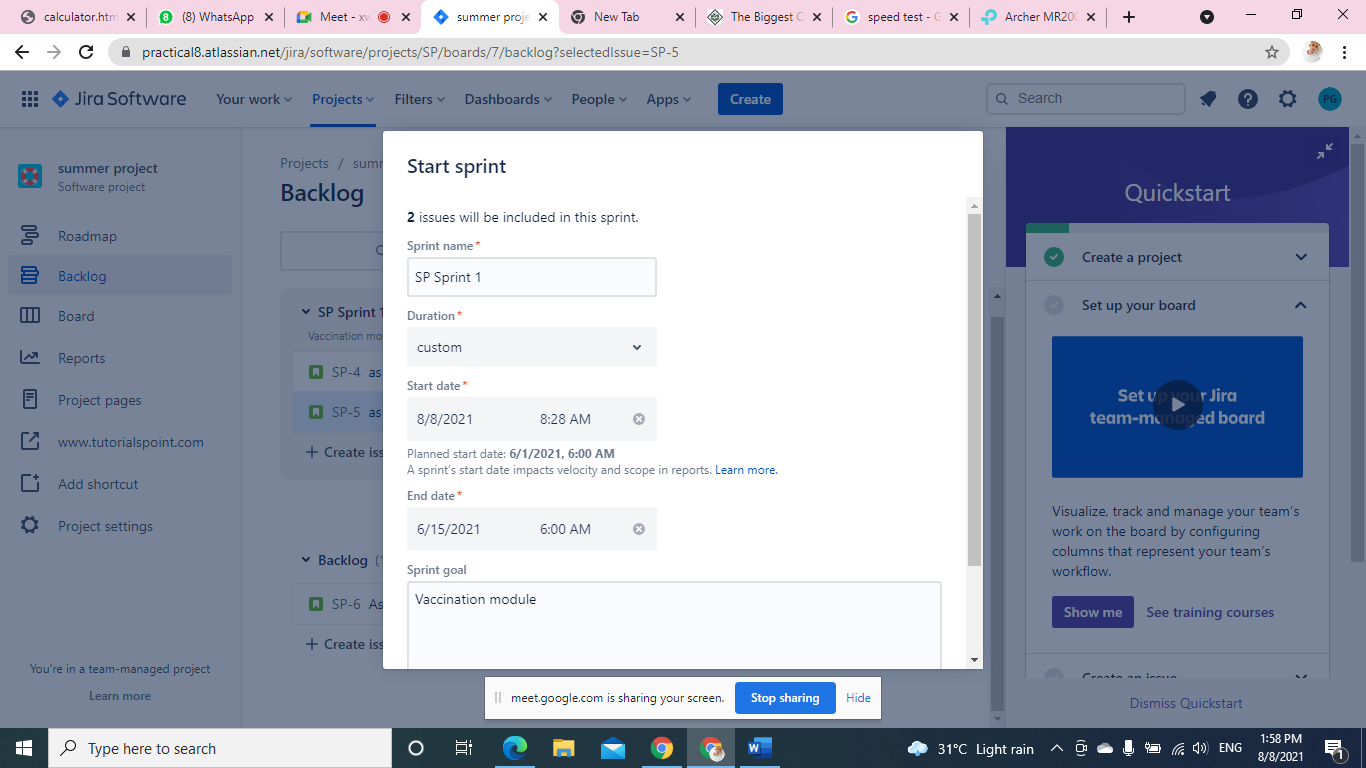 calculator.htm
(8) WhatsApp
Meet - xw
summer proje
New Tab
The Biggest C
speed test - G
Archer MR200
practical8.atlassian.net/jira/software/projects/SP/boards/7/backlog?selectedIssue=SP-5
Jira Software
Your work
Projects
Filters
Dashboards
People
Apps
Create
Search
PG
summer project
Software project
Roadmap
Backlog
Board
Reports
Project pages
www.tutorialspoint.com
Add shortcut
Project settings
You're in a team-managed project
Learn more
Projects / summ
Backlog
SP Sprint 1
Vaccination mo
SP-4 as
SP-5 as
+ Create iss
Backlog (1
SP-6 As
+ Create iss
Start sprint
2 issues will be included in this sprint.
Sprint name*
SP Sprint 1
Duration*
custom
Start date*
8/8/2021 8:28 AM
Planned start date: 6/1/2021, 6:00 AM
A sprint's start date impacts velocity and scope in reports. Learn more.
End date*
6/15/2021 6:00 AM
Sprint goal
Vaccination module
Quickstart
Create a project
Set up your board
Set up your Jira
team-managed board
Visualize, track and manage your team's
work on the board by configuring
columns that represent your team's
workflow.
Show me
See training courses
Create an issue
Dismiss Quickstart
meet.google.com is sharing your screen.
Stop sharing
Hide
Type here to search
31°C Light rain
ENG
1:58 PM
8/8/2021
1